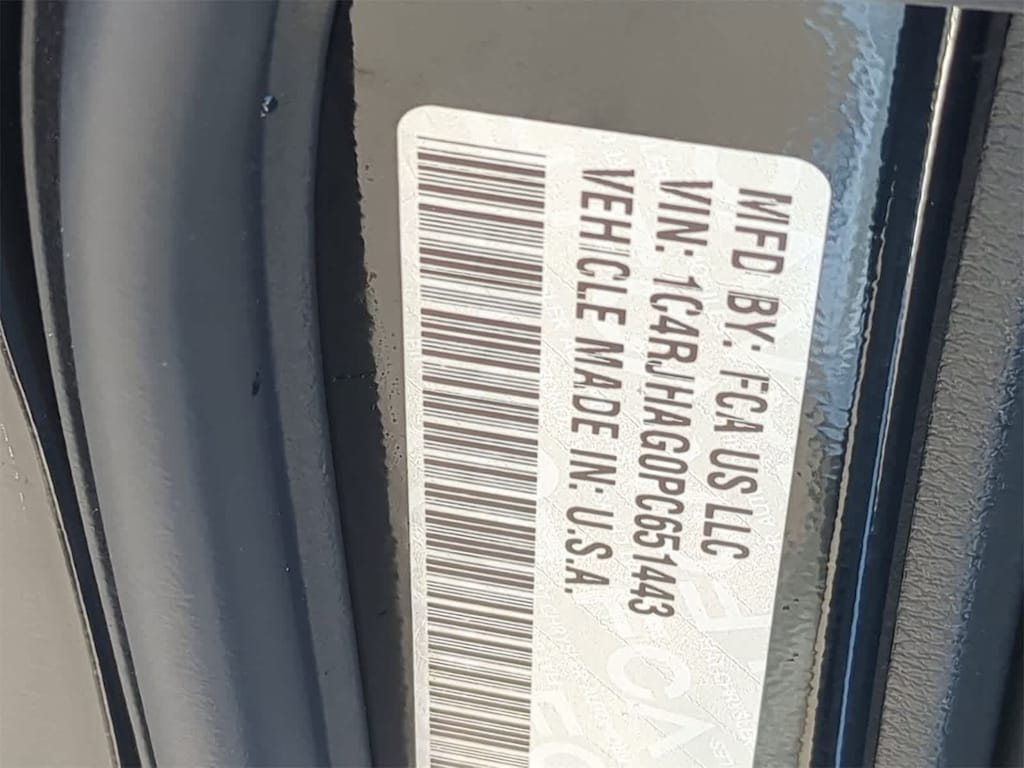 MFD BY: FCA US LLC
VIN: 1C4RJHAG0PC651443
VEHICLE MADE IN: U.S.A.